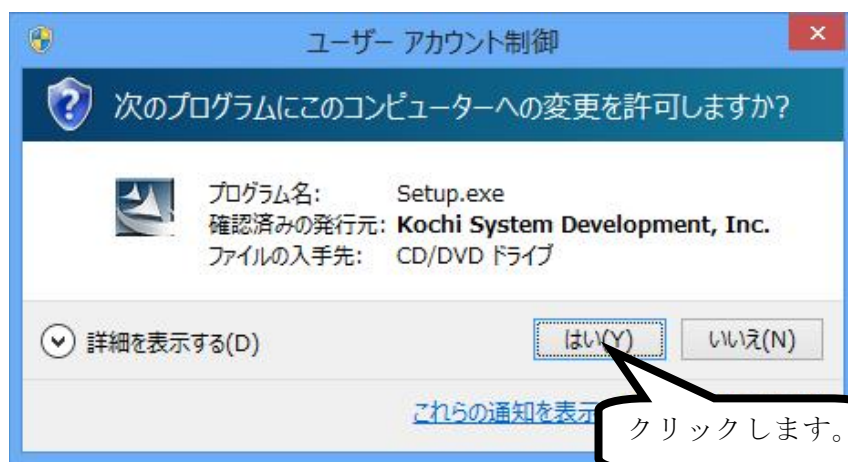 ユーザー アカウント制御
次のプログラムにこのコンピューターへの変更を許可しますか?
プログラム名: Setup.exe
確認済みの発行元: Kochi System Development, Inc.
ファイルの入手先: CD/DVD ドライブ
詳細を表示する(D) はい(Y) いいえ(N)
これらの通知を表示
クリックします。